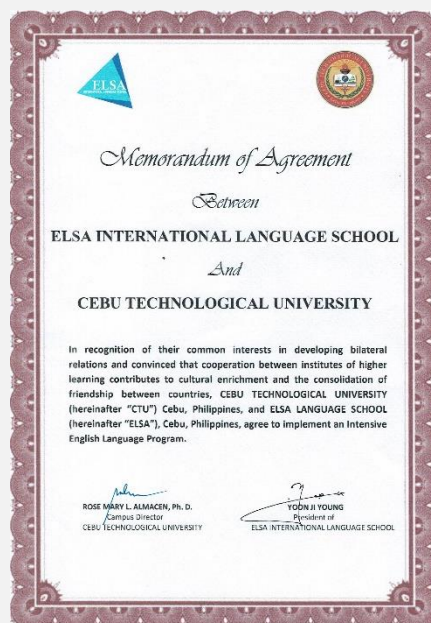 ELSA
Memorandum of Agreement
Between
ELSA INTERNATIONAL LANGUAGE SCHOOL
And
CEBU TECHNOLOGICAL UNIVERSITY
In recognition of their common interests in developing bilateral
relations and convinced that cooperation between institutes of higher
learning contributes to cultural enrichment and the consolidation of
friendship between countries, CEBU TECHNOLOGICAL UNIVERSITY
(hereinafter "CTU") Cebu, Philippines, and ELSA LANGUAGE SCHOOL
(hereinafter "ELSA"), Cebu, Philippines, agree to implement an Intensive
English Language Program.
ROSE MARY L. ALMACEN, Ph. D.
Campus Director
CEBU TECHNOLOGICAL UNIVERSITY
YOON JI YOUNG
President of
ELSA INTERNATIONAL LANGUAGE SCHOOL